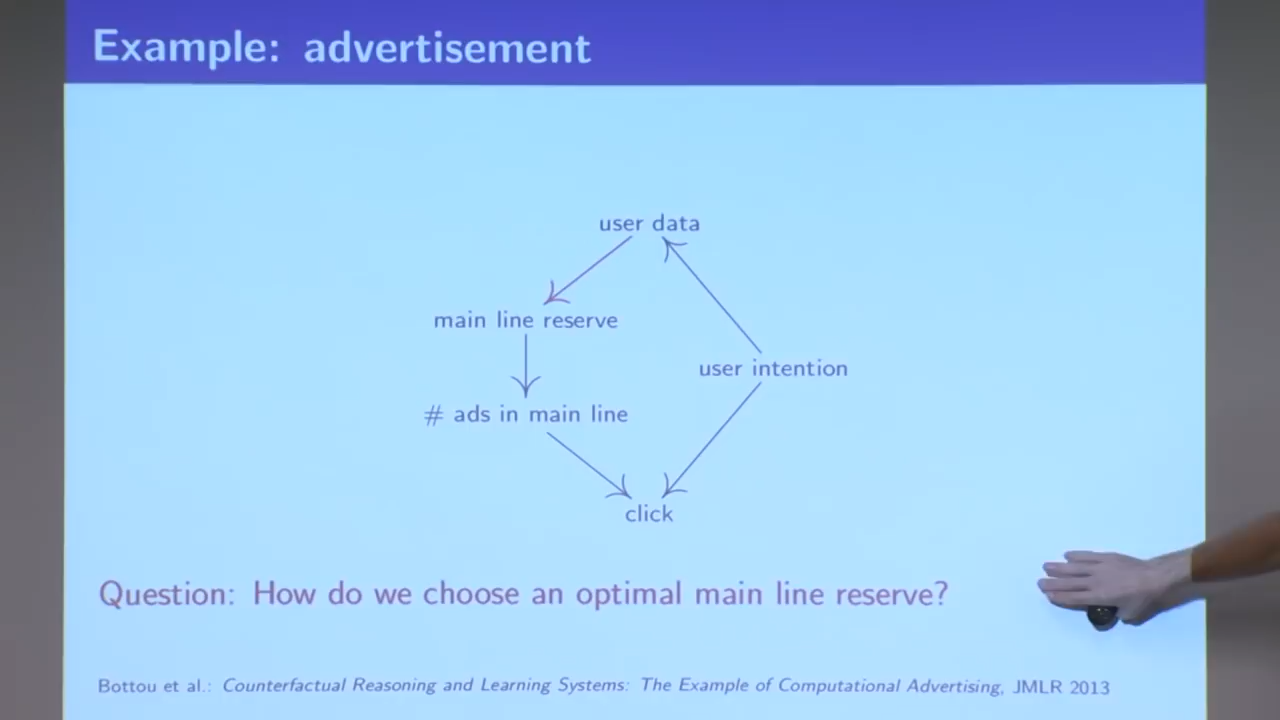 Example: advertisement
user data
main line reserve
user intention
# ads in main line
click
Question: How do we choose an optimal main line reserve?
Bottou et al.: Counterfactual Reasoning and Learning Systems: The Example of Computational Advertising, JMLR 2013